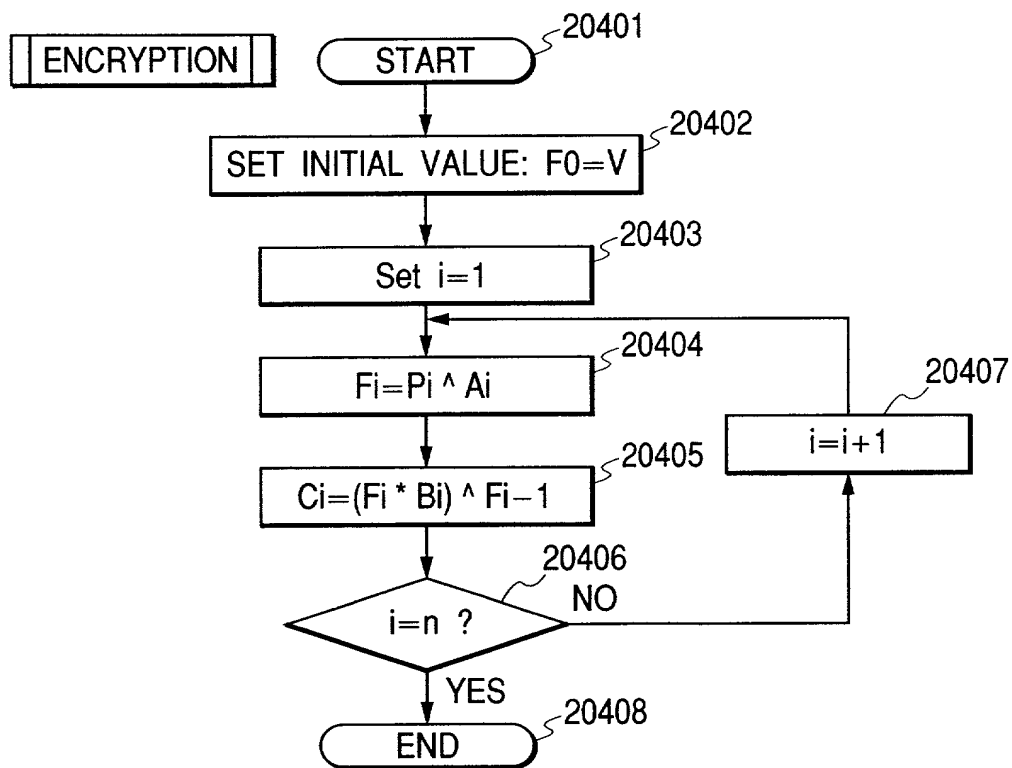 20401
ENCRYPTION
START
20402
SET INITIAL VALUE: F0=V
20403
Set i=1
20404
Fi=Pi ^ Ai
20407
i=i+1
20405
Ci=(Fi * Bi) ^ Fi−1
20406
i=n ?
NO
YES
20408
END